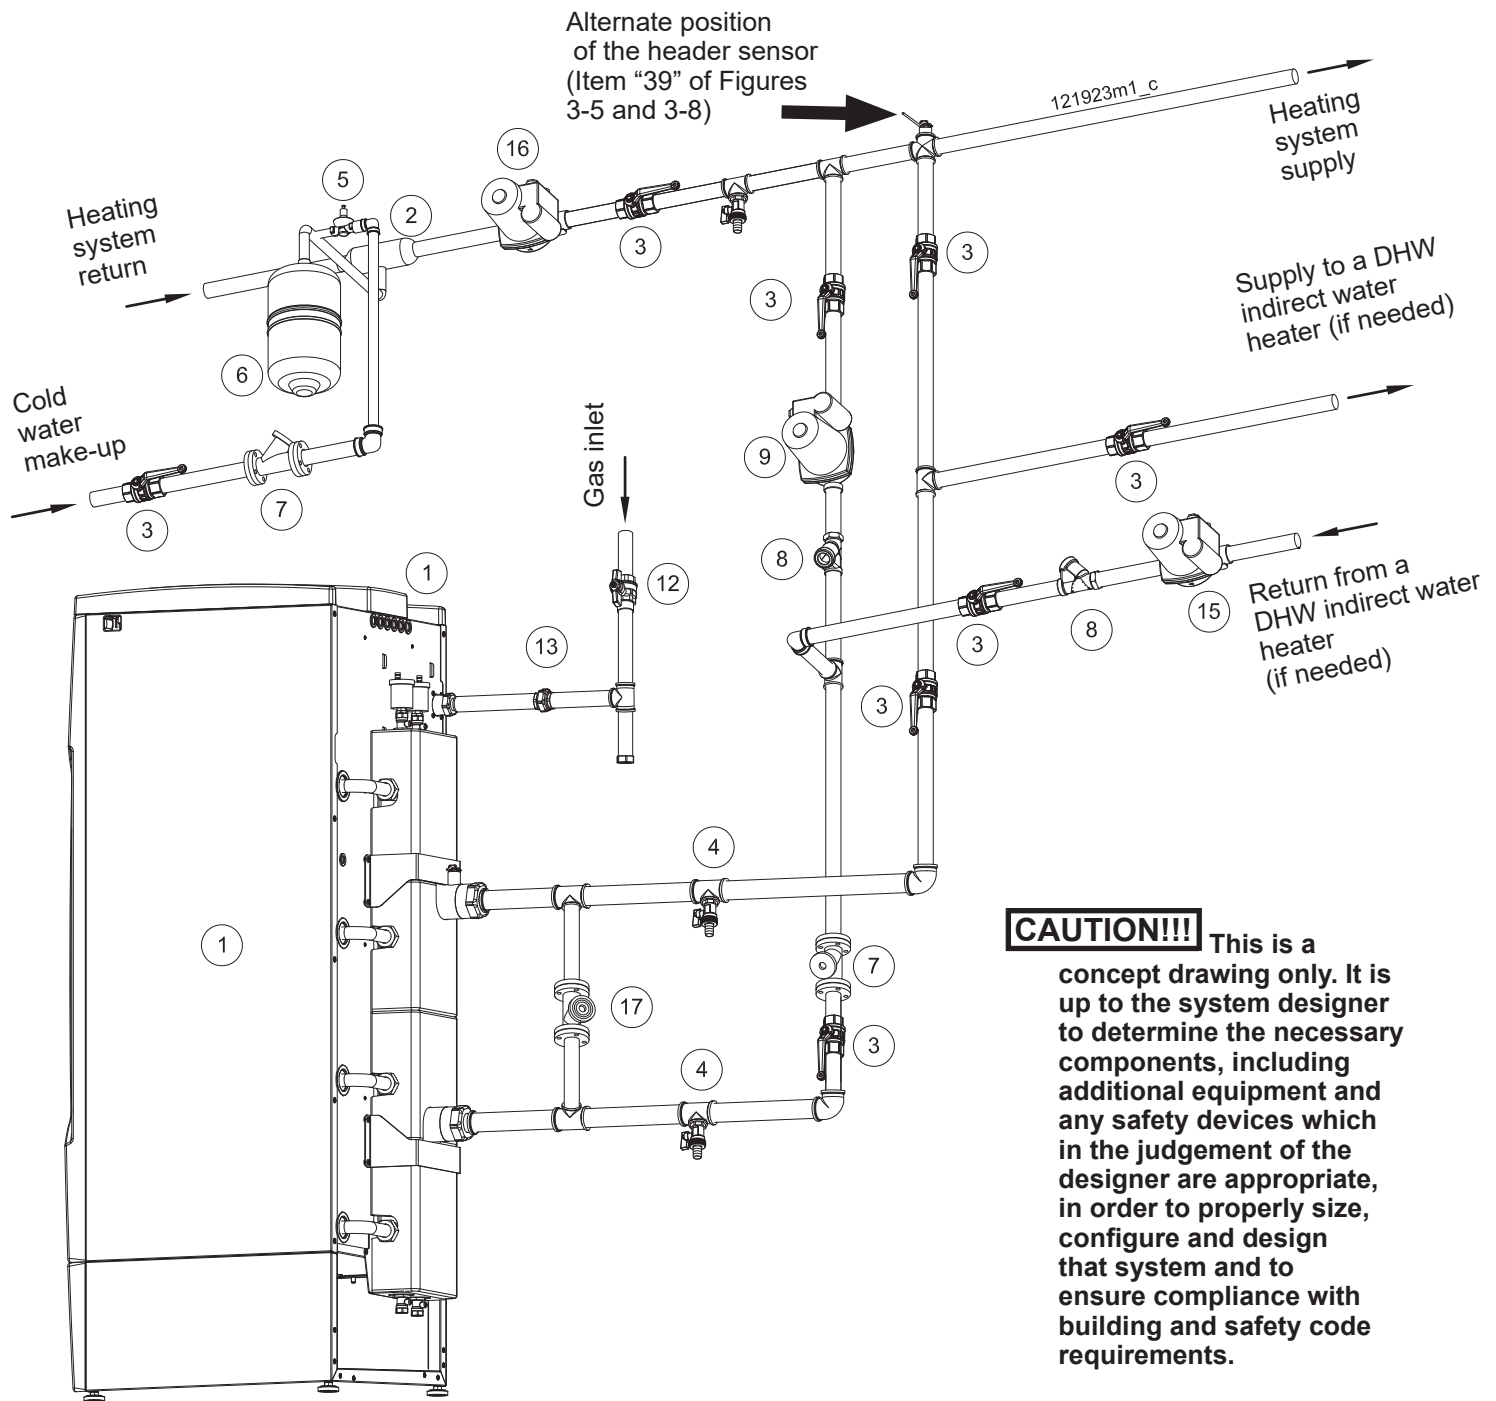 Alternate position
of the header sensor
(Item “39” of Figures
3-5 and 3-8)
121923m1_c
Heating
system
supply
16
5
2
Heating
system
return
3
3
3
Supply to a DHW
indirect water
heater (if needed)
6
Cold
water
make-up
Gas inlet
9
3
7
3
8
1
12
Return from a
DHW indirect water
heater
(if needed)
15
8
3
13
3
4
1
CAUTION!!! This is a
concept drawing only. It is
up to the system designer
to determine the necessary
components, including
additional equipment and
any safety devices which
in the judgement of the
designer are appropriate,
in order to properly size,
configure and design
that system and to
ensure compliance with
building and safety code
requirements.
7
17
3
4